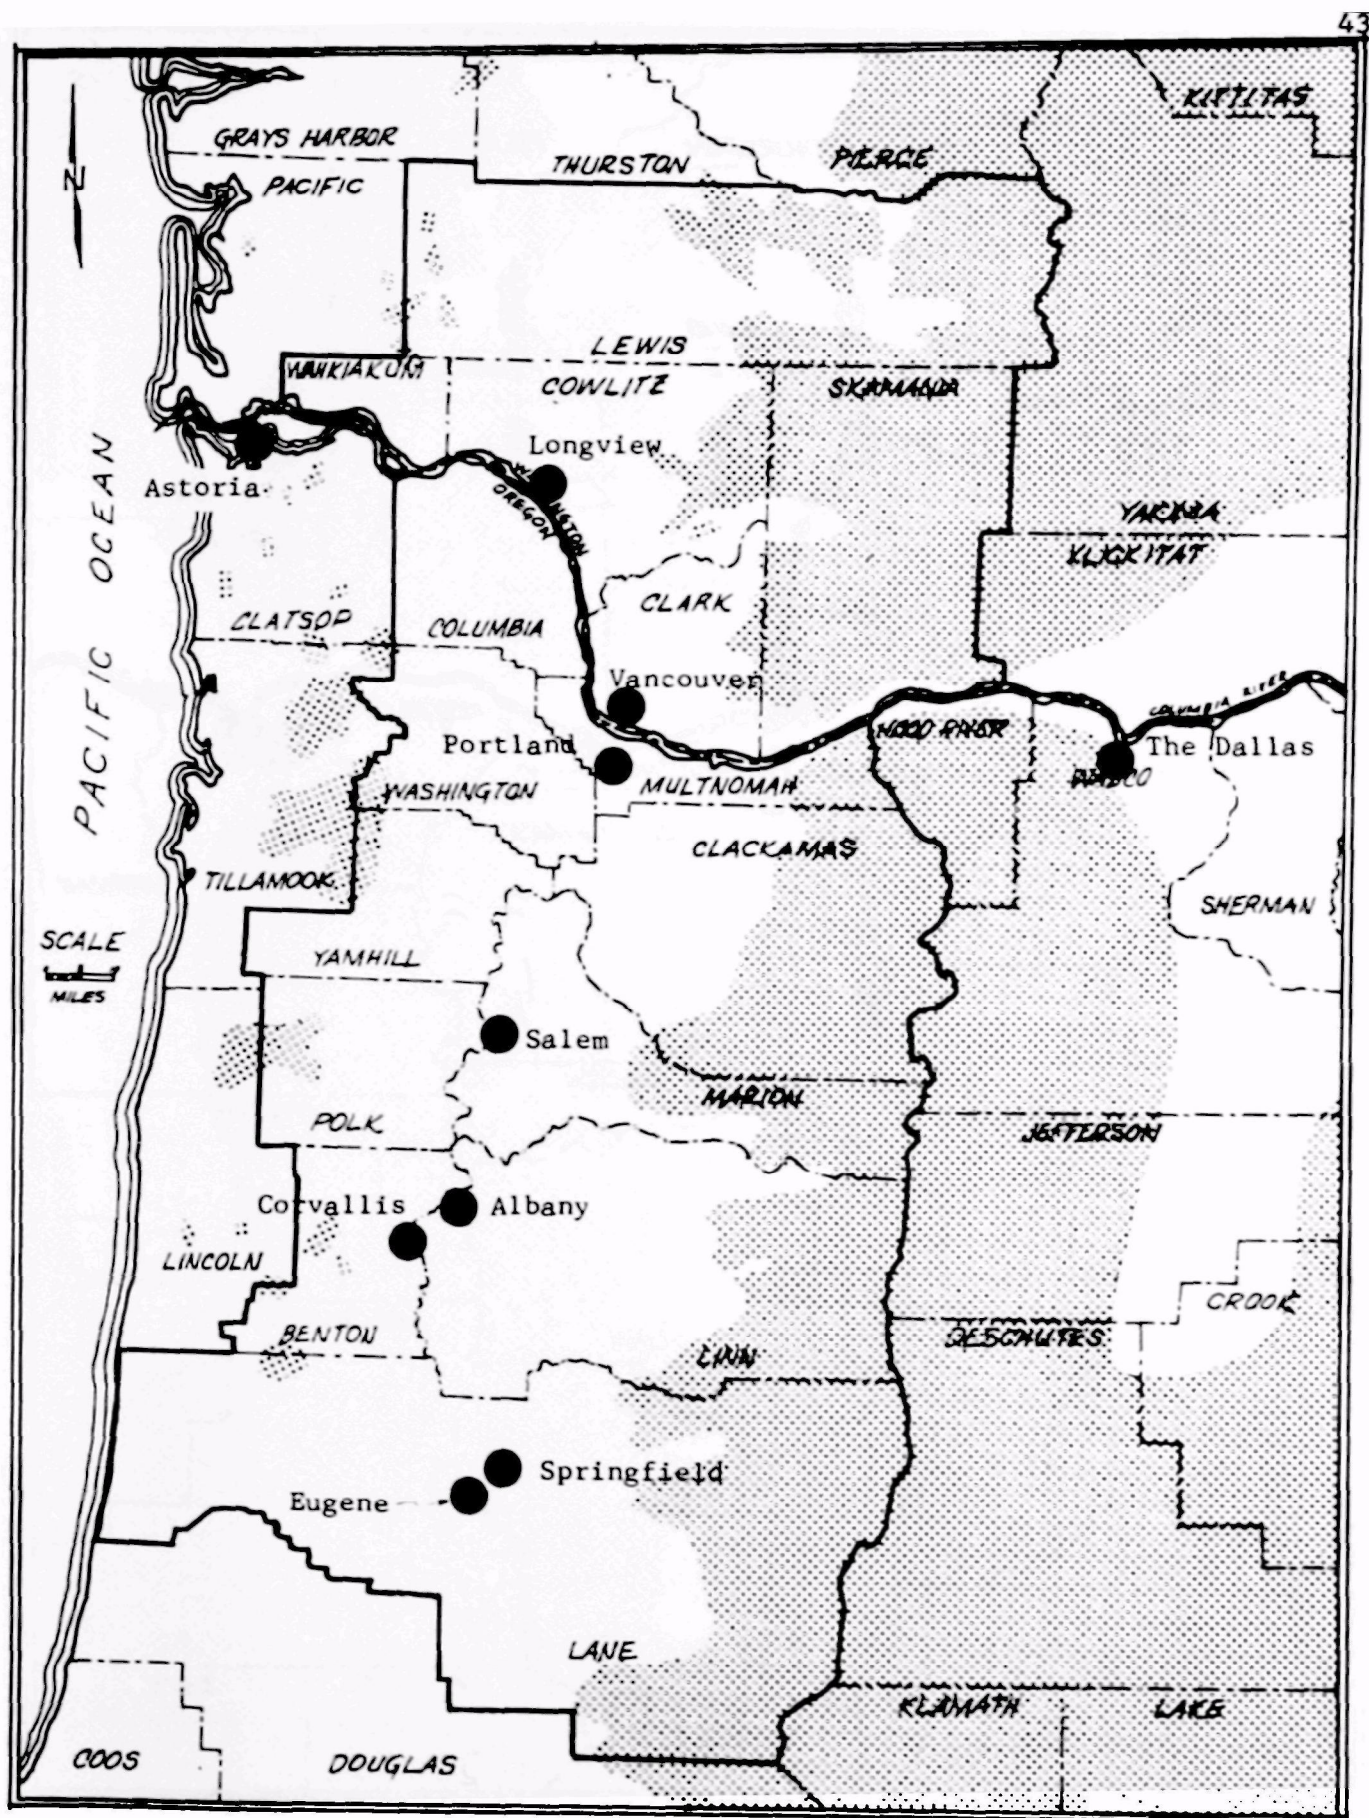 43
KITTITAS
GRAYS HARBOR
THURSTON
PIERCE
N
PACIFIC
LEWIS
WAHKIAKUM
COWLITZ
SKAMANIA
Longview
Astoria
OREGON
YAKIMA
KLICKITAT
PACIFIC OCEAN
CLARK
CLATSOP
COLUMBIA
Vancouver
COLUMBIA RIVER
HOOD RIVER
Portland
The Dallas
WASCO
MULTNOMAH
WASHINGTON
CLACKAMAS
TILLAMOOK
SHERMAN
SCALE
MILES
YAMHILL
Salem
MARION
POLK
JEFFERSON
Corvallis
Albany
LINCOLN
CROOK
BENTON
DESCHUTES
LINN
Springfield
Eugene
LANE
KLAMATH
LAKE
COOS
DOUGLAS